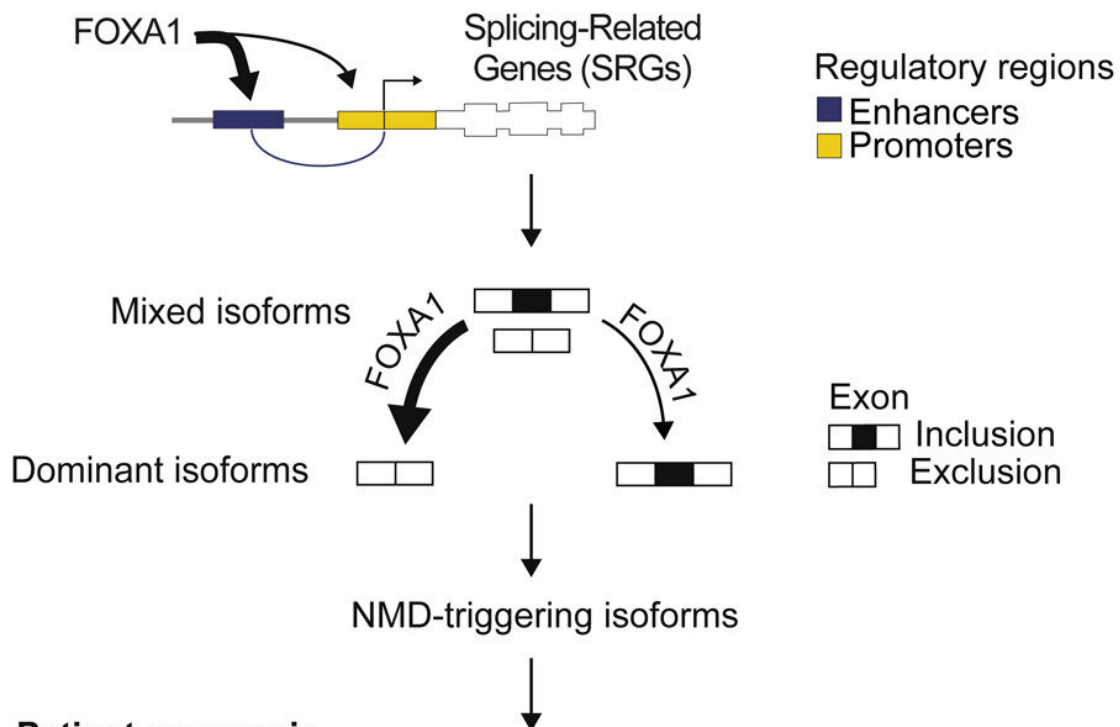 FOXA1
Splicing-Related
Genes (SRGs)
Regulatory regions
Enhancers
Promoters
Mixed isoforms
FOXA1
FOXA1
Exon
Inclusion
Exclusion
Dominant isoforms
NMD-triggering isoforms